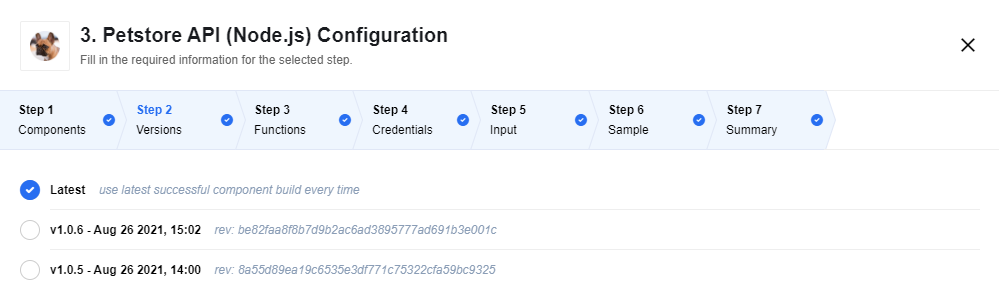 3. Petstore API (Node.js) Configuration
Fill in the required information for the selected step.
Step 1
Components
Step 2
Versions
Step 3
Functions
Step 4
Credentials
Step 5
Input
Step 6
Sample
Step 7
Summary
Latest use latest successful component build every time
v1.0.6 - Aug 26 2021, 15:02 rev: be82faa8f8b7d9b2ac6ad3895777ad691b3e001c
v1.0.5 - Aug 26 2021, 14:00 rev: 8a55d89ea19c6535e3df771c75322cfa59bc9325